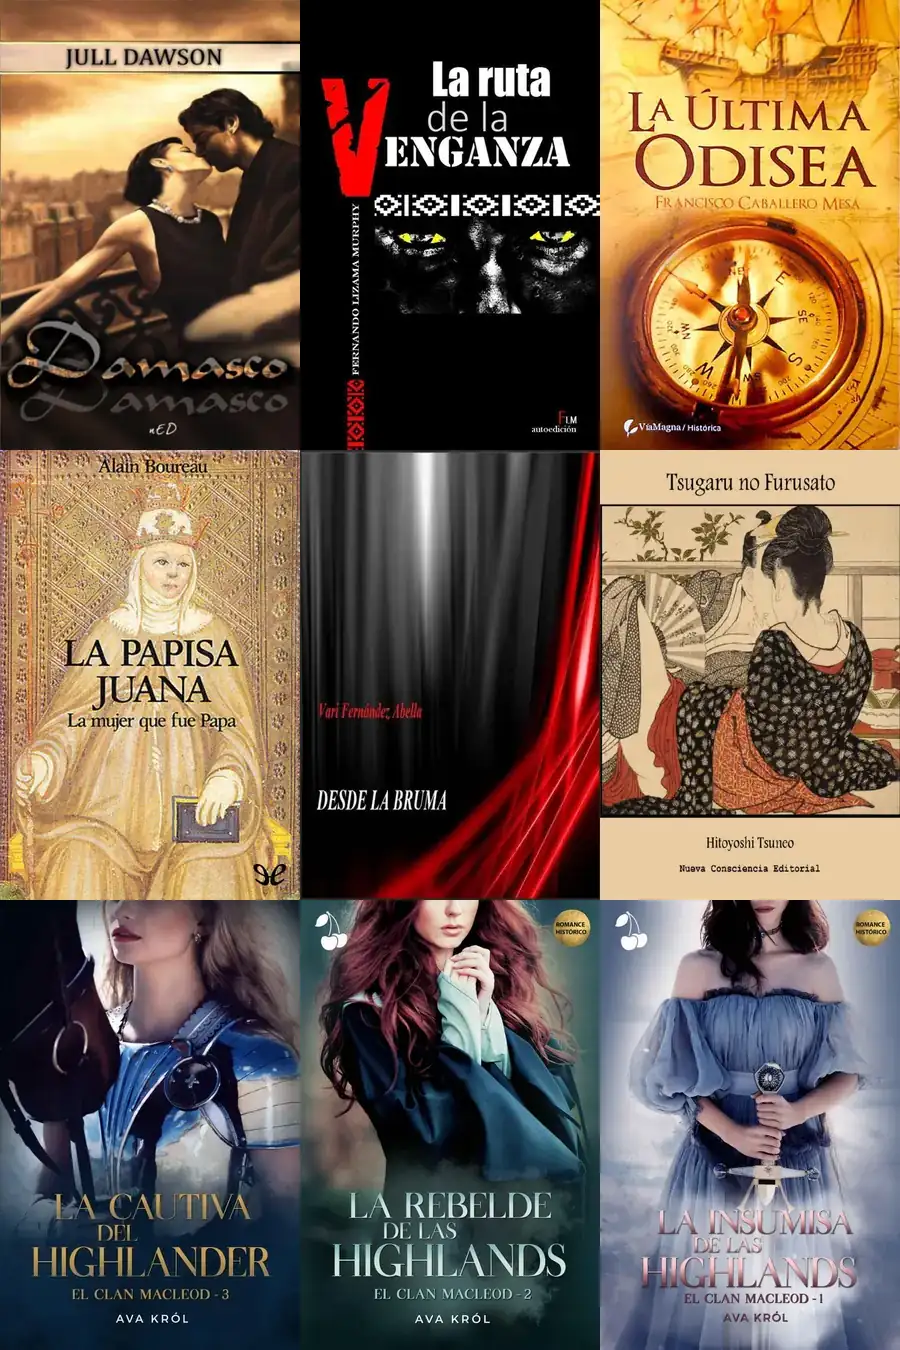 JULL DAWSON
Damasco
Damasco
nED
La ruta
de la
VENGANZA
FERNANDO LIZAMA MURPHY
FLM
autoedición
LA ÚLTIMA
ODISEA
FRANCISCO CABALLERO MESA
E
SE
S
SW
W
NW
NE
ViaMagna / Histórica
Alain Boureau
LA PAPISA
JUANA
La mujer que fue Papa
Vari Fernández Abella
DESDE LA BRUMA
Tsugaru no Furusato
Hitoyoshi Tsuneo
Nueva Consciencia Editorial
LA CAUTIVA
DEL
HIGHLANDER
EL CLAN MACLEOD - 3
AVA KRÓL
ROMANCE
HISTÓRICO
LA REBELDE
DE LAS
HIGHLANDS
EL CLAN MACLEOD - 2
AVA KRÓL
ROMANCE
HISTÓRICO
LA INSUMISA
DE LAS
HIGHLANDS
EL CLAN MACLEOD - 1
AVA KRÓL